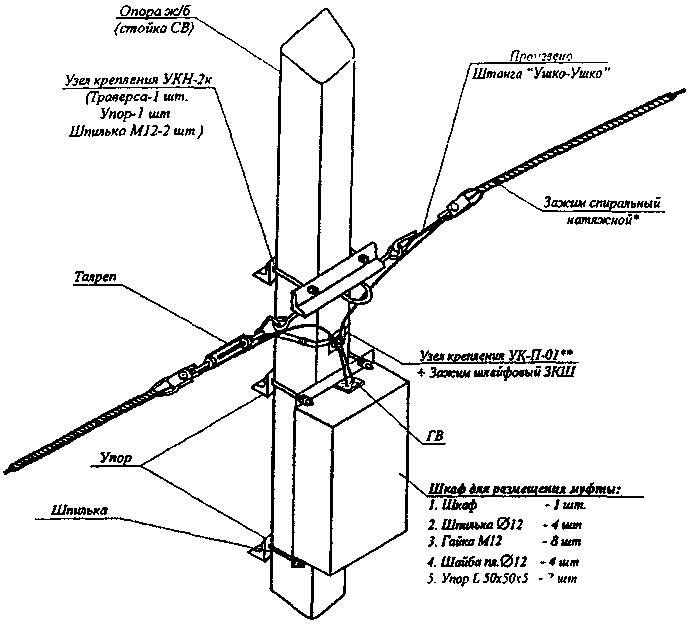 Опора ж/б
(стойка СВ)
Узел крепления УКН-2к
(Траверса-1 шт.
Упор-1 шт
Шпилька М12-2 шт)
Штанга "Ушко-Ушко"
Зажим спиральный
натяжной*
Талреп
Узел крепления УК-П-01**
+ Зажим шлейфовый ЗКШ
ГВ
Упор
Шпилька
Шкаф для размещения муфты:
1. Шкаф - 1 шт.
2. Шпилька ∅12 - 4 шт
3. Гайка М12 - 8 шт
4. Шайба пл.∅12 - 4 шт
5. Упор L 50х50х5 - шт